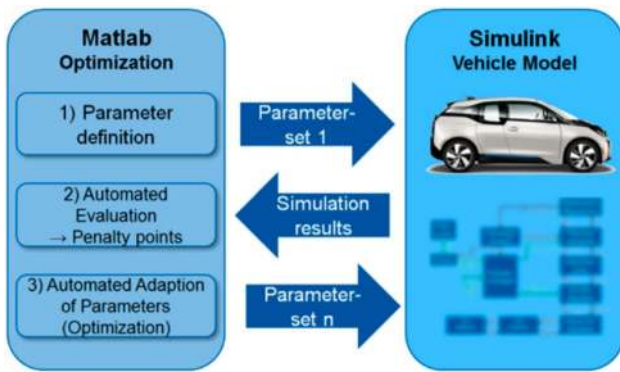 Matlab
Optimization
1) Parameter
definition
2) Automated
Evaluation
→ Penalty points
3) Automated Adaption
of Parameters
(Optimization)
Parameter-
set 1
Simulation
results
Parameter-
set n
Simulink
Vehicle Model